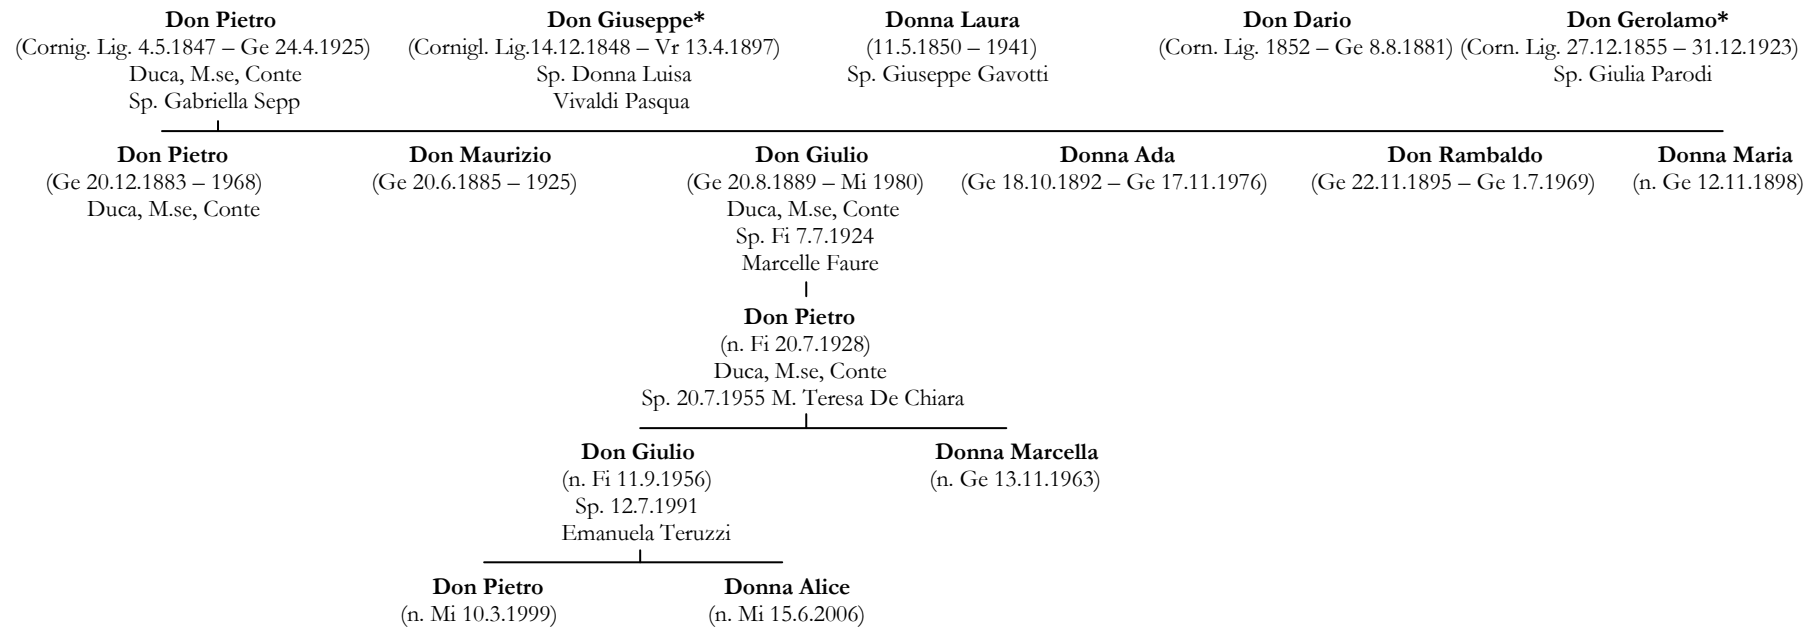 Don Pietro Don Giuseppe* Donna Laura Don Dario Don Gerolamo*
(Cornig. Lig. 4.5.1847 – Ge 24.4.1925) (Cornigl. Lig.14.12.1848 – Vr 13.4.1897) (11.5.1850 – 1941) (Corn. Lig. 1852 – Ge 8.8.1881) (Corn. Lig. 27.12.1855 – 31.12.1923)
Duca, M.se, Conte Sp. Donna Luisa Sp. Giuseppe Gavotti Sp. Giulia Parodi
Sp. Gabriella Sepp Vivaldi Pasqua
Don Pietro Don Maurizio Don Giulio Donna Ada Don Rambaldo Donna Maria
(Ge 20.12.1883 – 1968) (Ge 20.6.1885 – 1925) (Ge 20.8.1889 – Mi 1980) (Ge 18.10.1892 – Ge 17.11.1976) (Ge 22.11.1895 – Ge 1.7.1969) (n. Ge 12.11.1898)
Duca, M.se, Conte Duca, M.se, Conte
Sp. Fi 7.7.1924
Marcelle Faure
Don Pietro
(n. Fi 20.7.1928)
Duca, M.se, Conte
Sp. 20.7.1955 M. Teresa De Chiara
Don Giulio Donna Marcella
(n. Fi 11.9.1956) (n. Ge 13.11.1963)
Sp. 12.7.1991
Emanuela Teruzzi
Don Pietro Donna Alice
(n. Mi 10.3.1999) (n. Mi 15.6.2006)